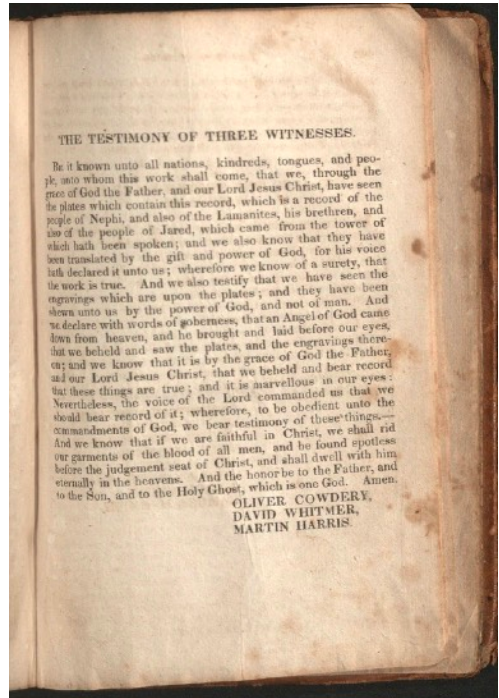 THE TESTIMONY OF THREE WITNESSES.
Be it known unto all nations, kindreds, tongues, and peo-
ple, unto whom this work shall come, that we, through the
grace of God the Father, and our Lord Jesus Christ, have seen
the plates which contain this record, which is a record of the
people of Nephi, and also of the Lamanites, his brethren, and
also of the people of Jared, which came from the tower of
which hath been spoken; and we also know that they have
been translated by the gift and power of God, for his voice
hath declared it unto us; wherefore we know of a surety, that
the work is true. And we also testify that we have seen the
engravings which are upon the plates; and they have been
shewn unto us by the power of God, and not of man. And
we declare with words of soberness, that an Angel of God came
down from heaven, and he brought and laid before our eyes,
that we beheld and saw the plates, and the engravings there-
on; and we know that it is by the grace of God the Father,
and our Lord Jesus Christ, that we beheld and bear record
that these things are true; and it is marvellous in our eyes:
Nevertheless, the voice of the Lord commanded us that we
should bear record of it; wherefore, to be obedient unto the
commandments of God, we bear testimony of these things.—
And we know that if we are faithful in Christ, we shall rid
our garments of the blood of all men, and be found spotless
before the judgement seat of Christ, and shall dwell with him
eternally in the heavens. And the honor be to the Father, and
to the Son, and to the Holy Ghost, which is one God. Amen.
OLIVER COWDERY,
DAVID WHITMER,
MARTIN HARRIS.